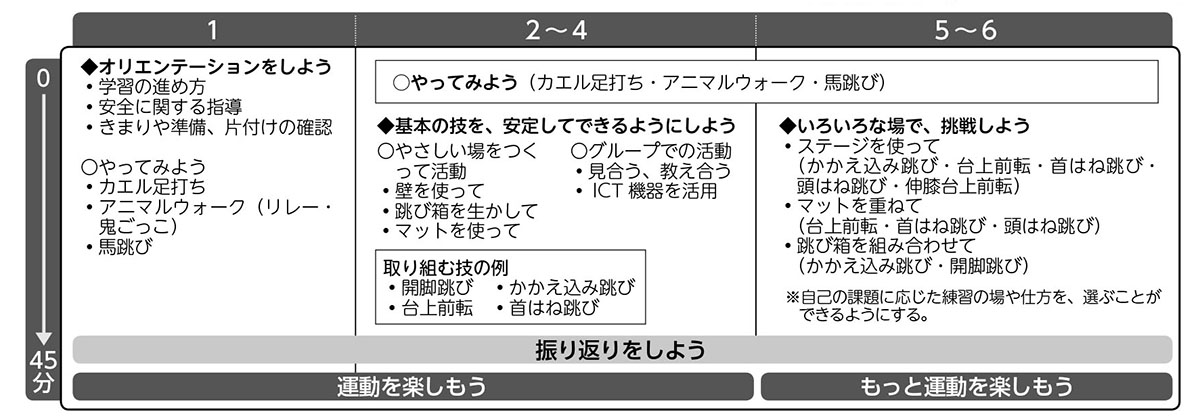 1
2～4
5～6
0
45
分
◆オリエンテーションをしよう
・学習の進め方
・安全に関する指導
・きまりや準備、片付けの確認
○やってみよう
・カエル足打ち
・アニマルウォーク（リレー・
鬼ごっこ）
・馬跳び
○やってみよう（カエル足打ち・アニマルウォーク・馬跳び）
◆基本の技を、安定してできるようにしよう
○やさしい場をつく
って活動
・壁を使って
・跳び箱を生かして
・マットを使って
○グループでの活動
・見合う、教え合う
・ICT 機器を活用
取り組む技の例
・開脚跳び ・かかえ込み跳び
・台上前転 ・首はね跳び
◆いろいろな場で、挑戦しよう
・ステージを使って
（かかえ込み跳び・台上前転・首はね跳び・
頭はね跳び・伸膝台上前転）
・マットを重ねて
（台上前転・首はね跳び・頭はね跳び）
・跳び箱を組み合わせて
（かかえ込み跳び・開脚跳び）
※自己の課題に応じた練習の場や仕方を、選ぶことが
できるようにする。
振り返りをしよう
運動を楽しもう
もっと運動を楽しもう